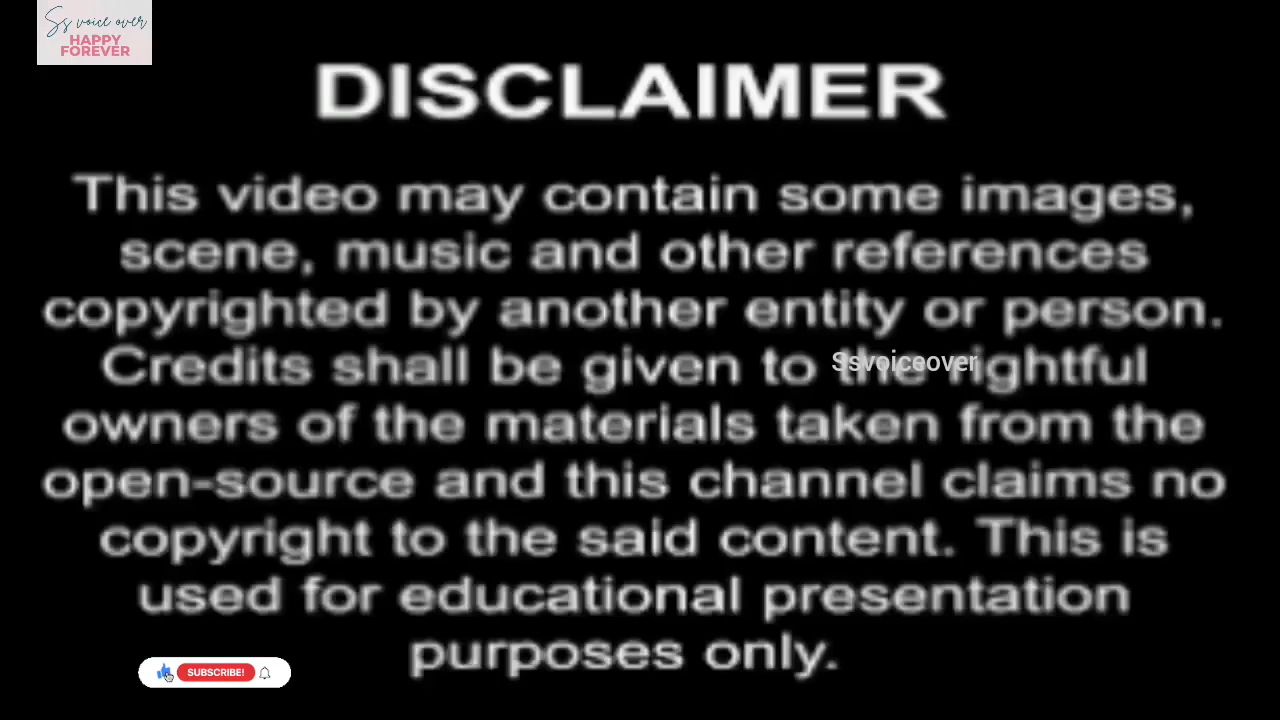 Ss voice over
HAPPY
FOREVER
DISCLAIMER
This video may contain some images,
scene, music and other references
copyrighted by another entity or person.
Credits shall be given to the rightful
Ssvoiceover
owners of the materials taken from the
open-source and this channel claims no
copyright to the said content. This is
used for educational presentation
purposes only.
SUBSCRIBE!